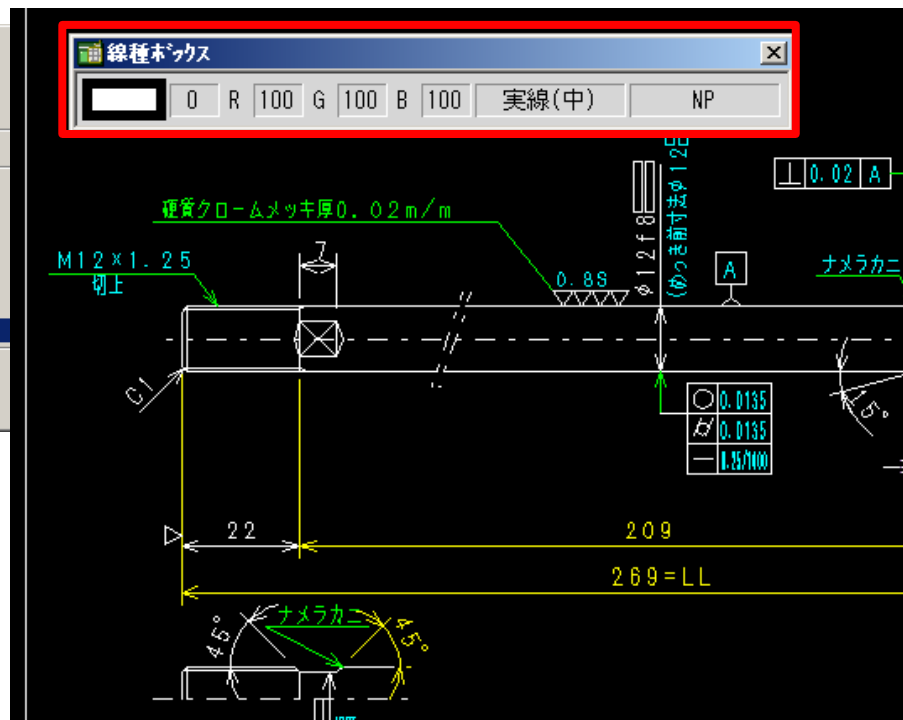 線種ボックス
0 R 100 G 100 B 100 実線(中) NP
硬質クロームメッキ厚0.02m/m
M12×1.25
切上
7
0.8S
φ12f8
(めっき前寸法φ12
A
⊥ 0.02 A
ナメラカニ
C1
○ 0.0135
⌭ 0.0135
45°
22
209
269=LL
45°
ナメラカニ
45°